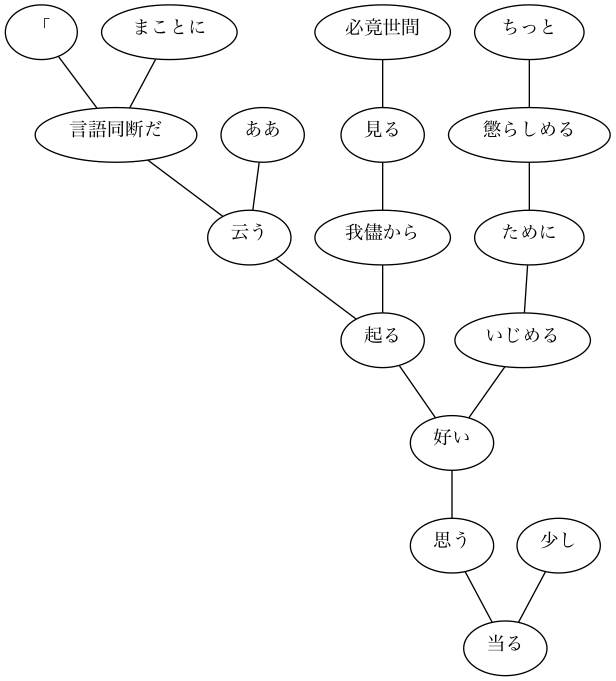 「
まことに
必竟世間
ちっと
言語同断だ
ああ
見る
懲らしめる
云う
我儘から
ために
起る
いじめる
好い
思う
少し
当る